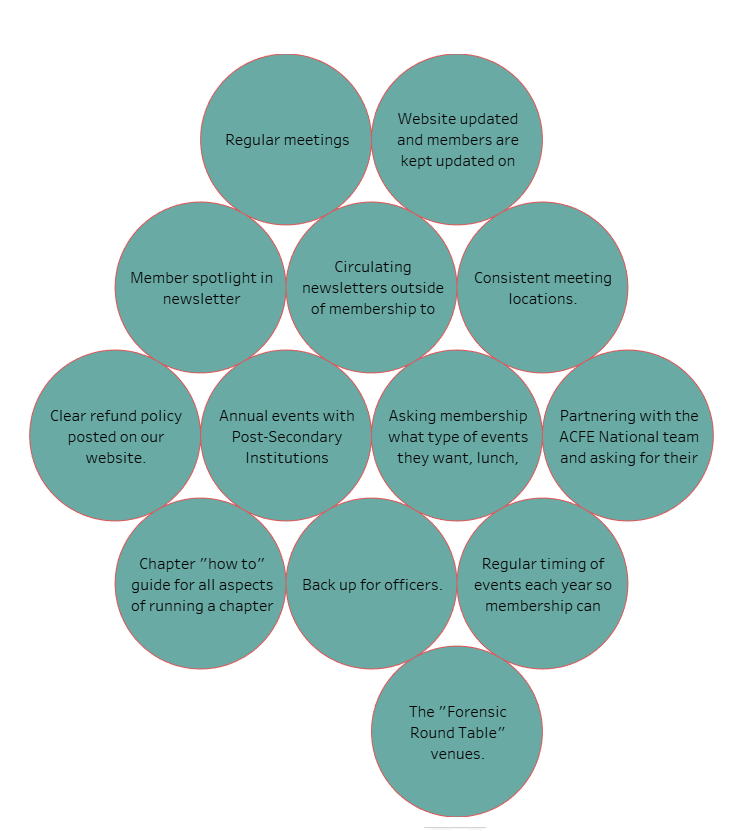 Regular meetings
Website updated
and members are
kept updated on
Member spotlight in
newsletter
Circulating
newsletters outside
of membership to
Consistent meeting
locations.
Clear refund policy
posted on our
website.
Annual events with
Post-Secondary
Institutions
Asking membership
what type of events
they want, lunch,
Partnering with the
ACFE National team
and asking for their
Chapter "how to"
guide for all aspects
of running a chapter
Back up for officers.
Regular timing of
events each year so
membership can
The "Forensic
Round Table"
venues.